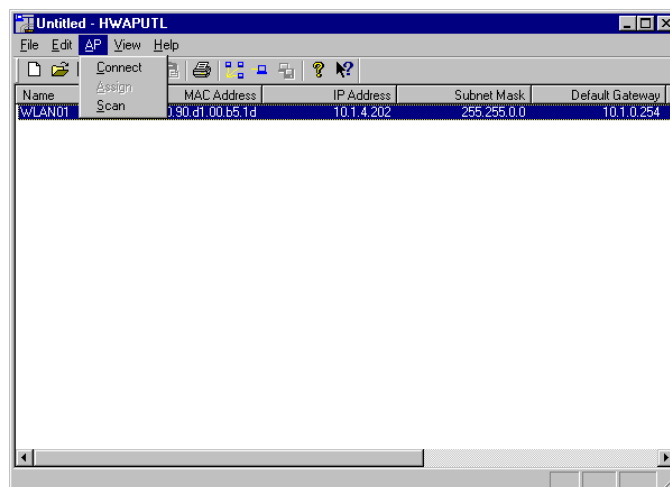 Untitled - HWAPUTL
File Edit AP View Help
Connect
Assign
Scan
Name MAC Address IP Address Subnet Mask Default Gateway
WLAN01 0.90.d1.00.b5.1d 10.1.4.202 255.255.0.0 10.1.0.254